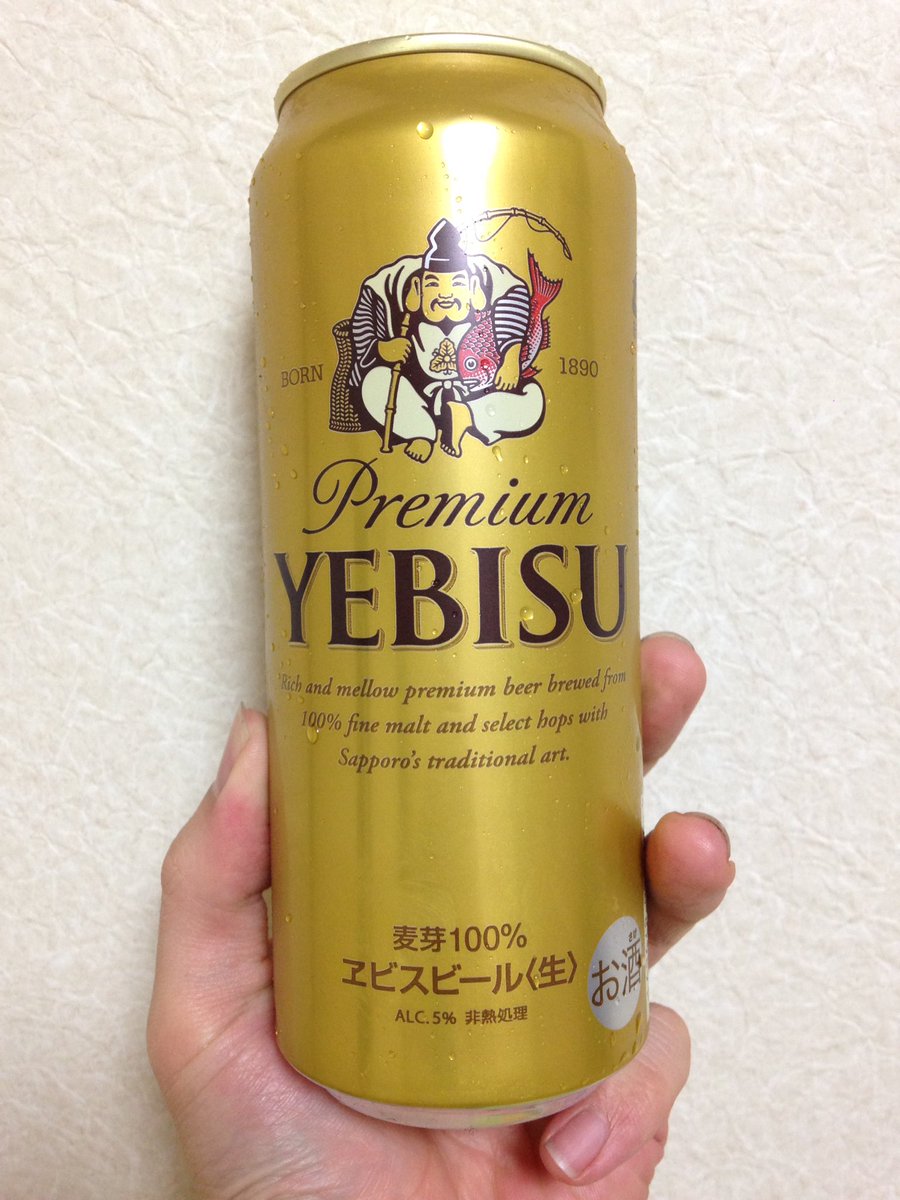 BORN 1890
Premium
YEBISU
Rich and mellow premium beer brewed from
100% fine malt and select hops with
Sapporo's traditional art.
麦芽100%
ヱビスビール〈生〉
ALC.5% 非熱処理
さけ
お酒